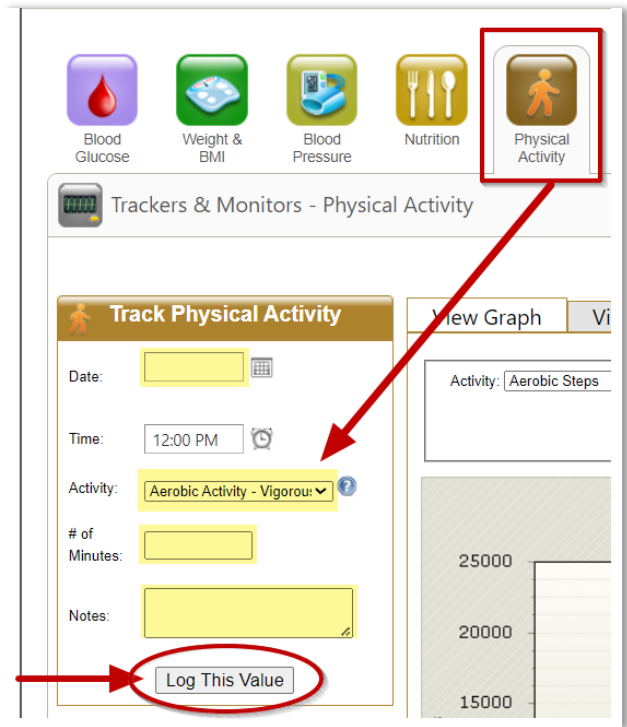 Blood
Glucose
Weight &
BMI
Blood
Pressure
Nutrition
Physical
Activity
Trackers & Monitors - Physical Activity
Track Physical Activity
Date:
Time: 12:00 PM
Activity: Aerobic Activity - Vigorous
# of
Minutes:
Notes:
Log This Value
View Graph Vi
Activity: Aerobic Steps
25000
20000
15000